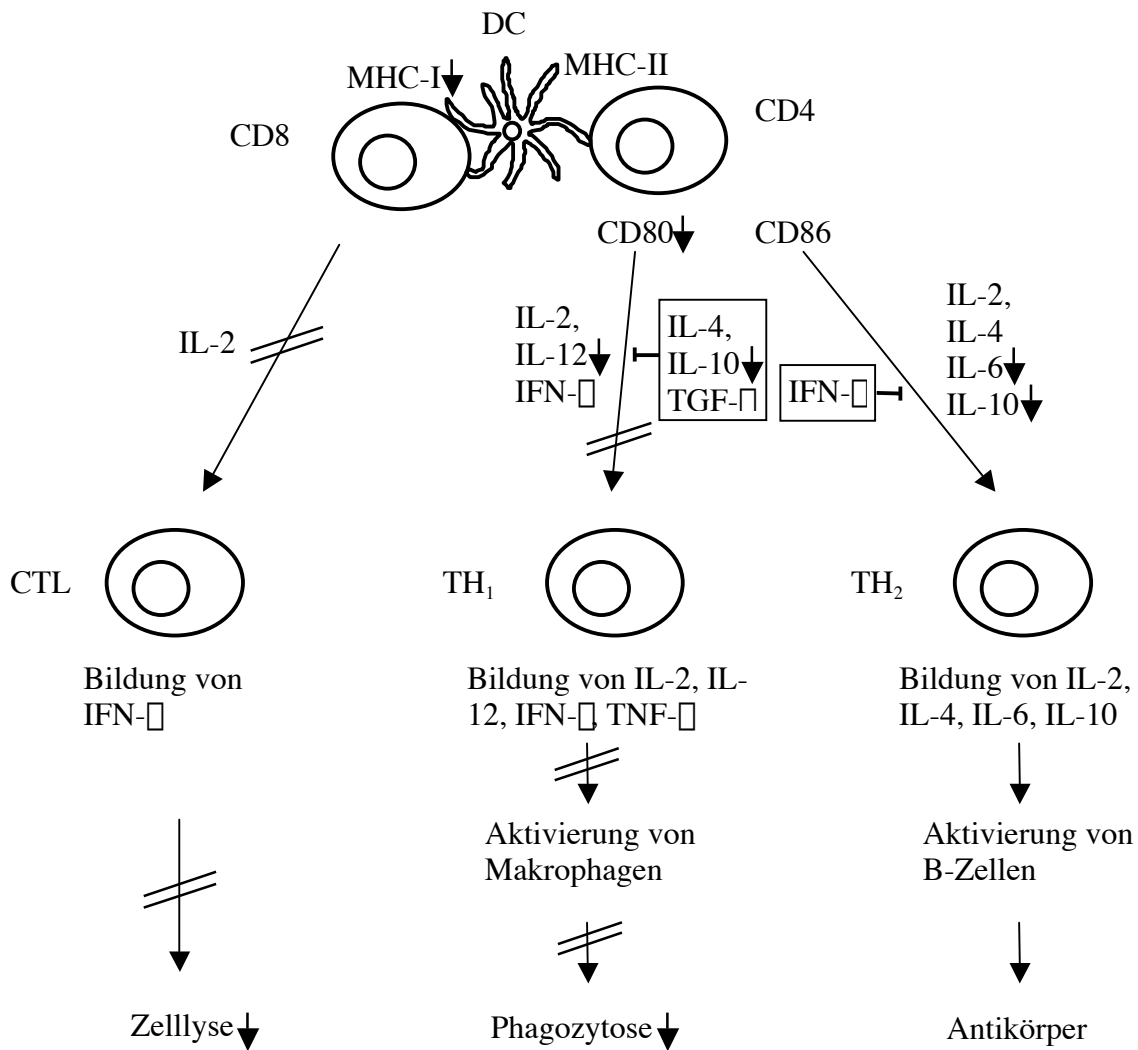 DC
MHC-I
MHC-II
CD8
CD4
CD80
CD86
IL-2
IL-2,
IL-12
IFN-▯
IL-4,
IL-10
TGF-▯
IFN-▯
IL-2,
IL-4
IL-6
IL-10
CTL
TH₁
TH₂
Bildung von
IFN-▯
Bildung von IL-2, IL-
12, IFN-▯, TNF-▯
Bildung von IL-2,
IL-4, IL-6, IL-10
Aktivierung von
Makrophagen
Aktivierung von
B-Zellen
Zelllyse
Phagozytose
Antikörper